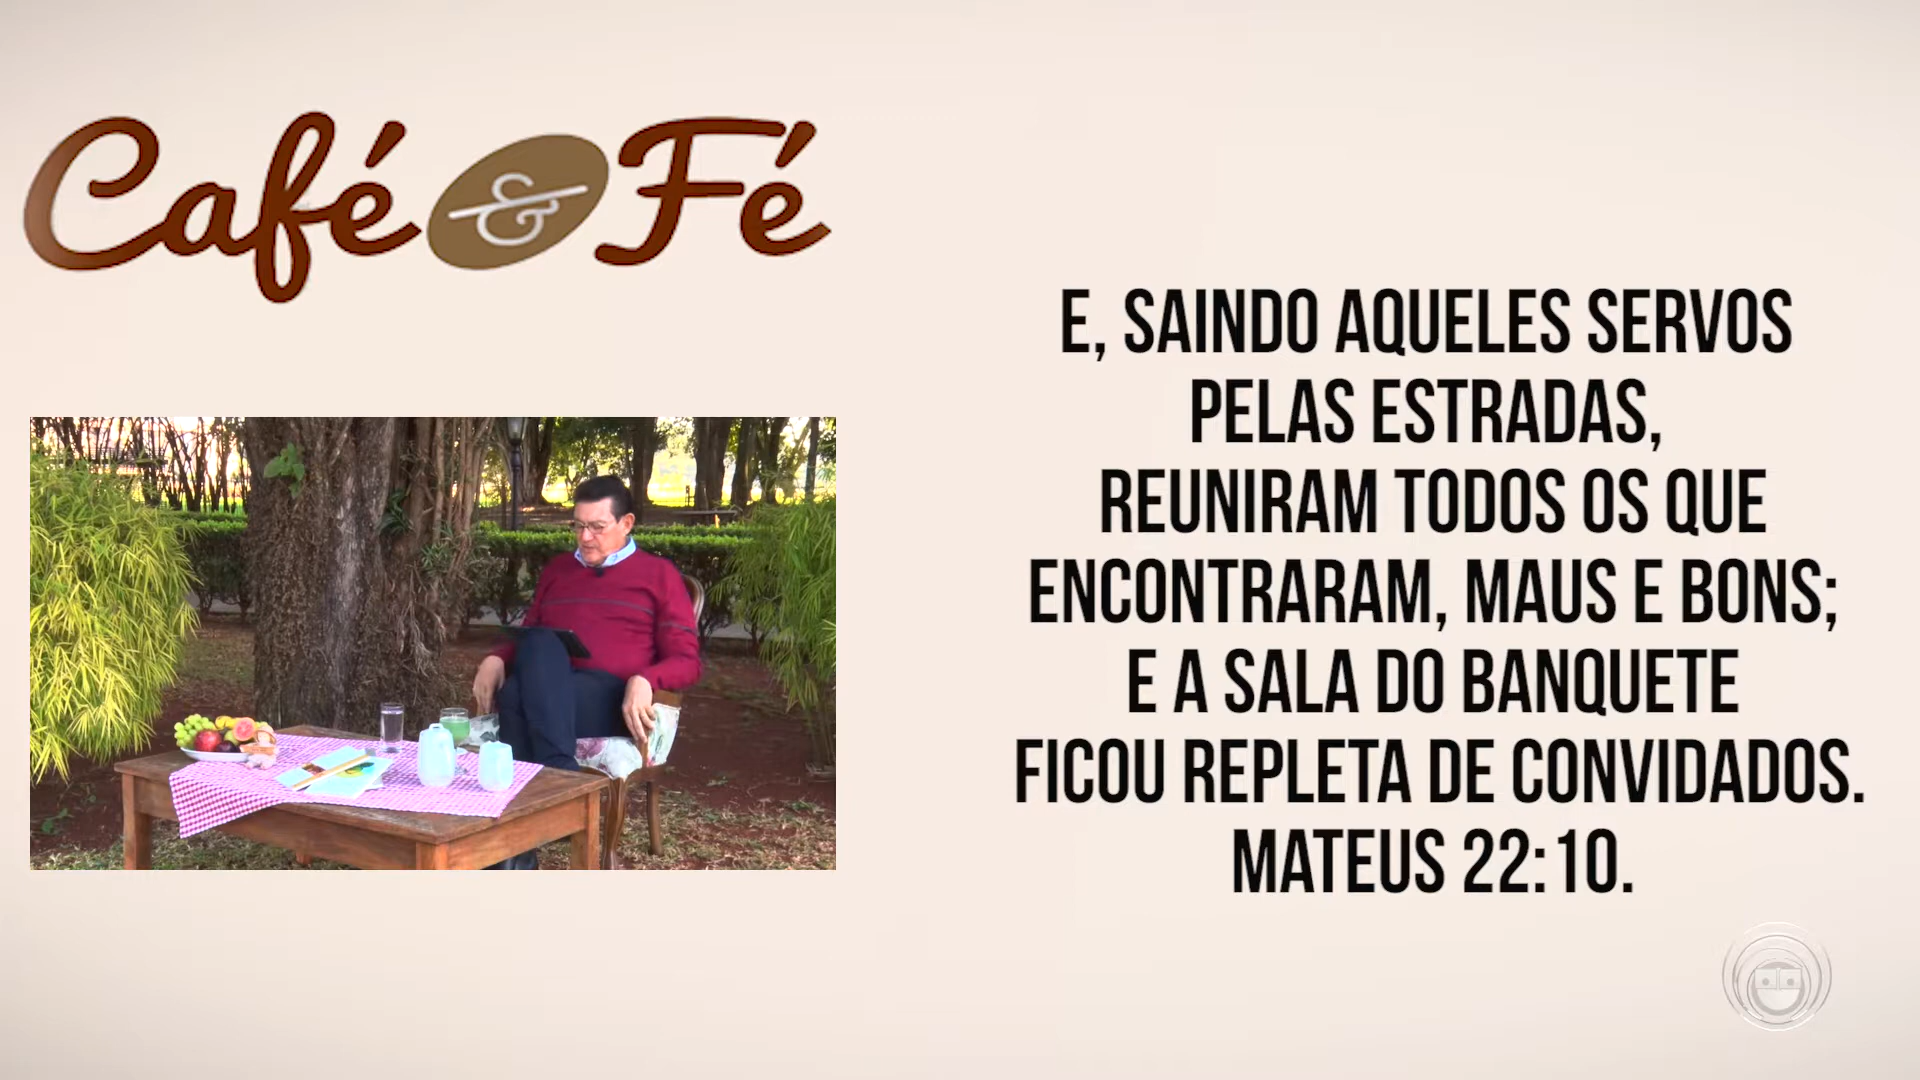 Café & Fé
E, SAINDO AQUELES SERVOS
PELAS ESTRADAS,
REUNIRAM TODOS OS QUE
ENCONTRARAM, MAUS E BONS;
E A SALA DO BANQUETE
FICOU REPLETA DE CONVIDADOS.
MATEUS 22:10.